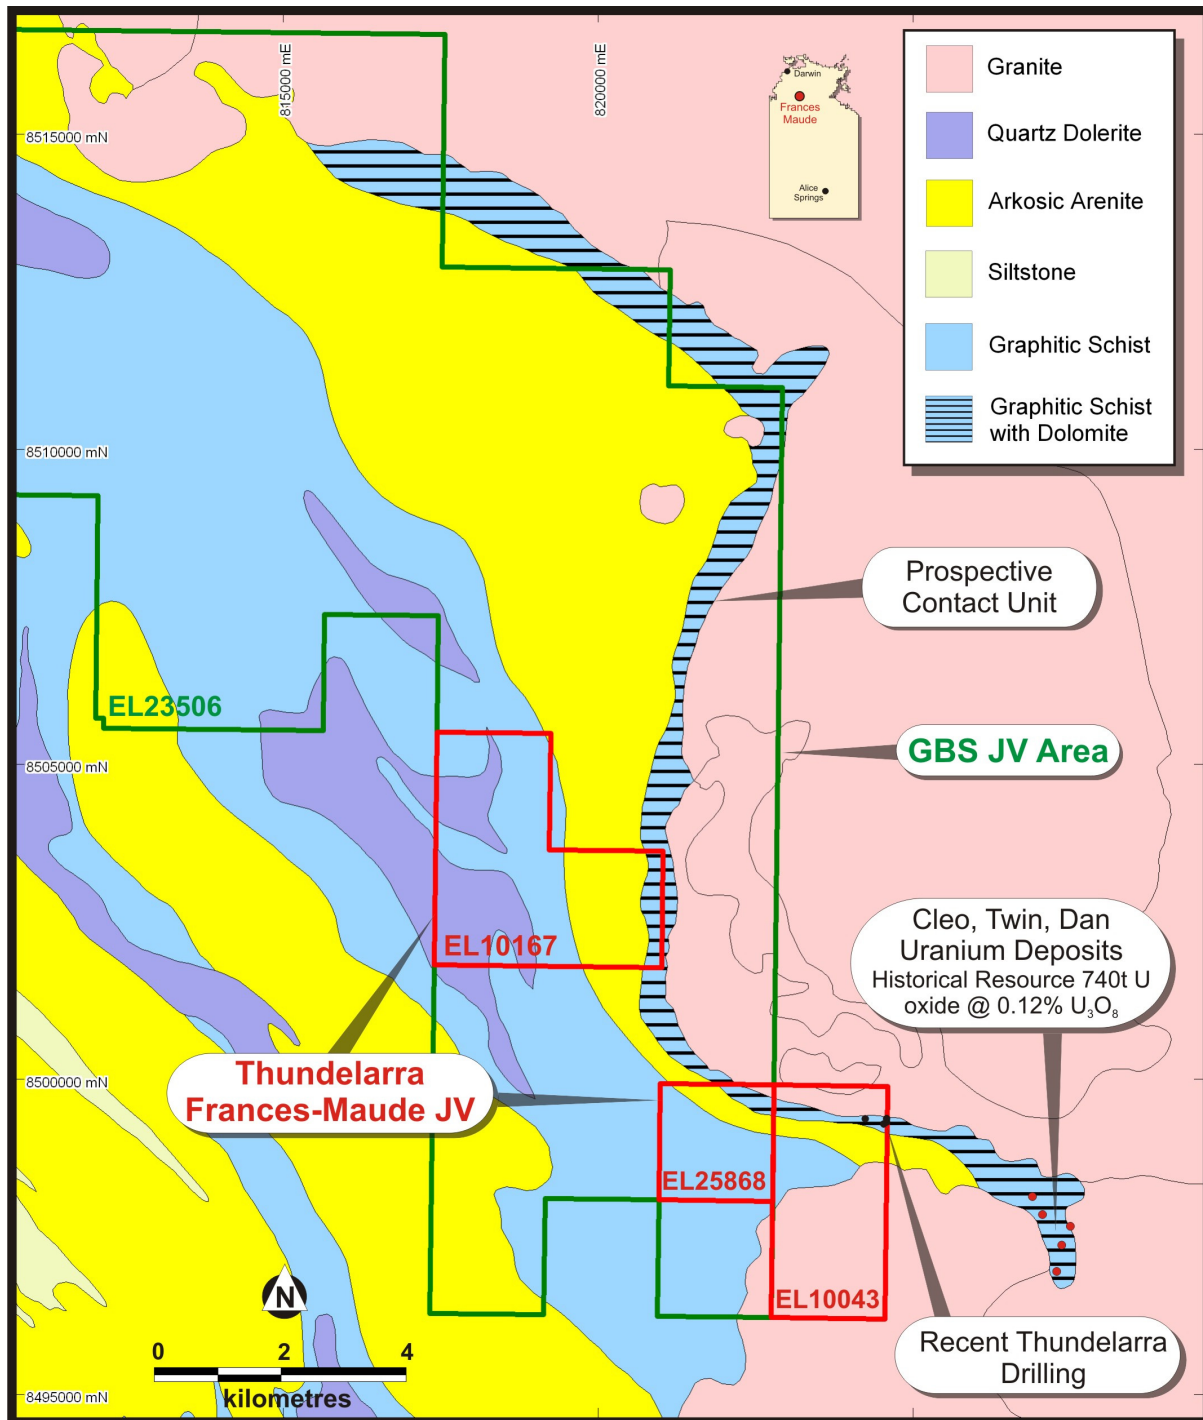 815000 mE
820000 mE
8515000 mN
8510000 mN
8505000 mN
8500000 mN
8495000 mN
Darwin
Frances
Maude
Alice
Springs
Granite
Quartz Dolerite
Arkosic Arenite
Siltstone
Graphitic Schist
Graphitic Schist
with Dolomite
Prospective
Contact Unit
EL23506
GBS JV Area
EL10167
Cleo, Twin, Dan
Uranium Deposits
Historical Resource 740t U
oxide @ 0.12% U₃O₈
Thundelarra
Frances-Maude JV
EL25868
EL10043
Recent Thundelarra
Drilling
N
0 2 4
kilometres